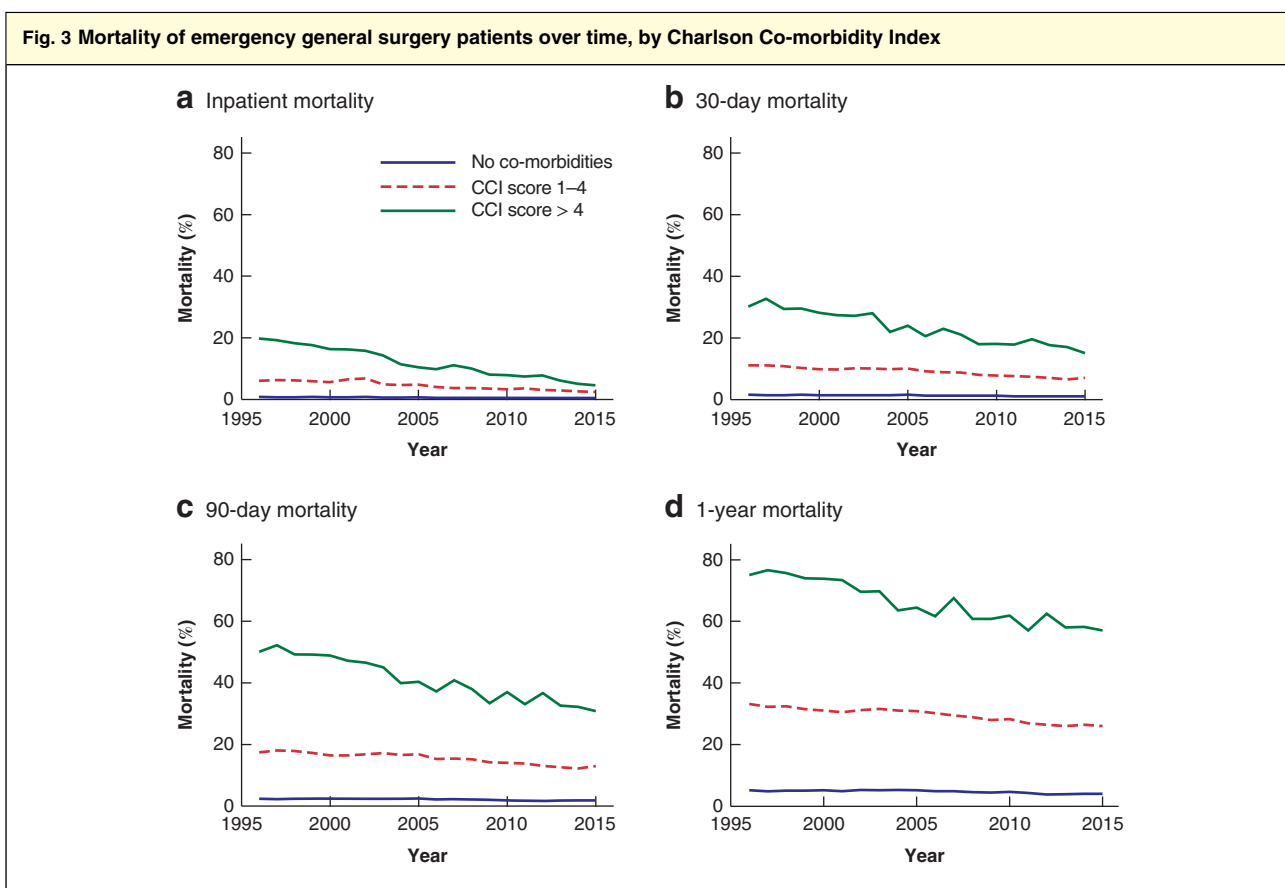 Fig. 3 Mortality of emergency general surgery patients over time, by Charlson Co-morbidity Index
a Inpatient mortality
80
60
40
20
0
Mortality (%)
No co-morbidities
CCI score 1–4
CCI score > 4
1995 2000 2005 2010 2015
Year
b 30-day mortality
80
60
40
20
0
Mortality (%)
1995 2000 2005 2010 2015
Year
c 90-day mortality
80
60
40
20
0
Mortality (%)
1995 2000 2005 2010 2015
Year
d 1-year mortality
80
60
40
20
0
Mortality (%)
1995 2000 2005 2010 2015
Year